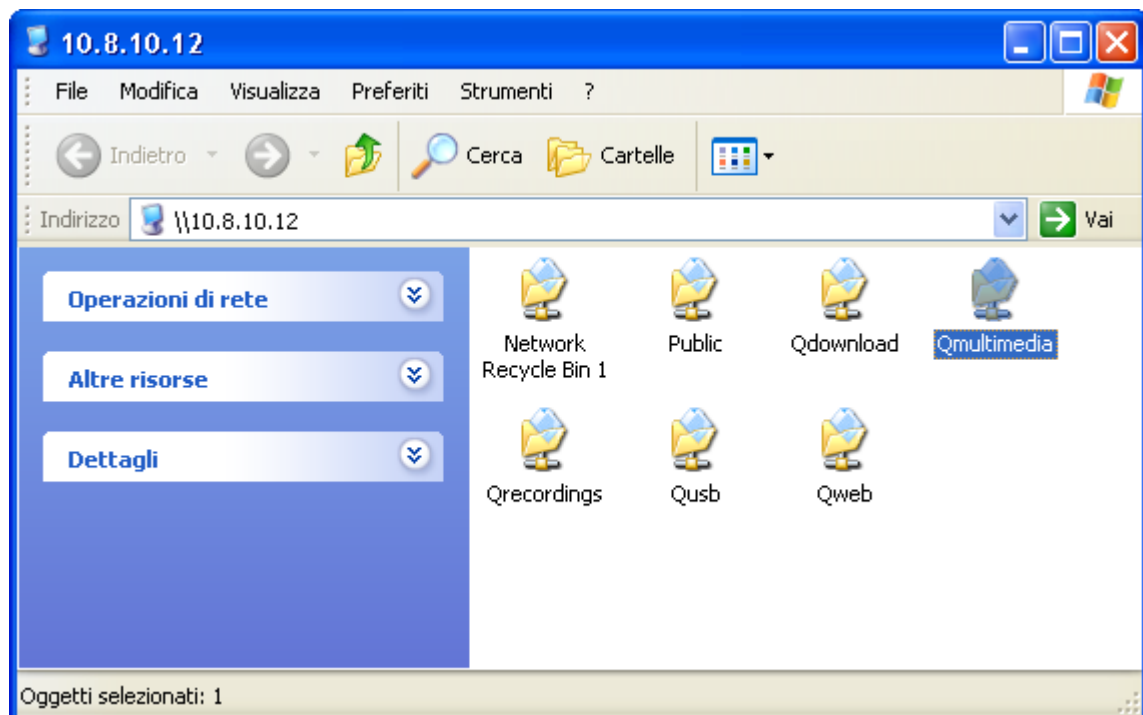 10.8.10.12
File Modifica Visualizza Preferiti Strumenti ?
Indietro Cerca Cartelle
Indirizzo \\10.8.10.12 Vai
Operazioni di rete
Altre risorse
Dettagli
Network Recycle Bin 1
Public
Qdownload
Qmultimedia
Qrecordings
Qusb
Qweb
Oggetti selezionati: 1